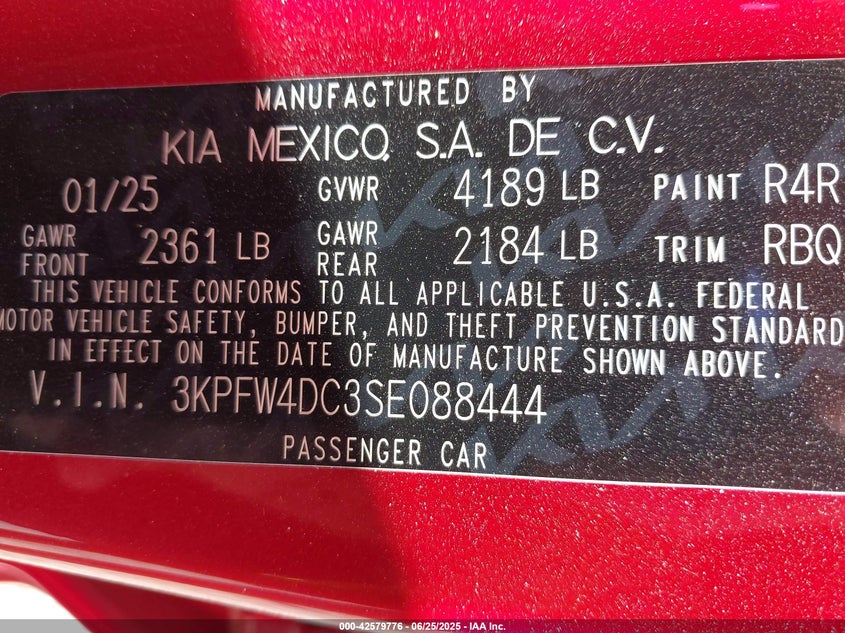 MANUFACTURED BY
KIA MEXICO, S.A. DE C.V.
01/25 GVWR 4189 LB PAINT R4R
GAWR FRONT 2361 LB GAWR REAR 2184 LB TRIM RBQ
THIS VEHICLE CONFORMS TO ALL APPLICABLE U.S.A. FEDERAL
MOTOR VEHICLE SAFETY, BUMPER, AND THEFT PREVENTION STANDARD
IN EFFECT ON THE DATE OF MANUFACTURE SHOWN ABOVE.
V.I.N. 3KPFW4DC3SE088444
PASSENGER CAR
000-42579776 - 06/25/2025 - IAA Inc.